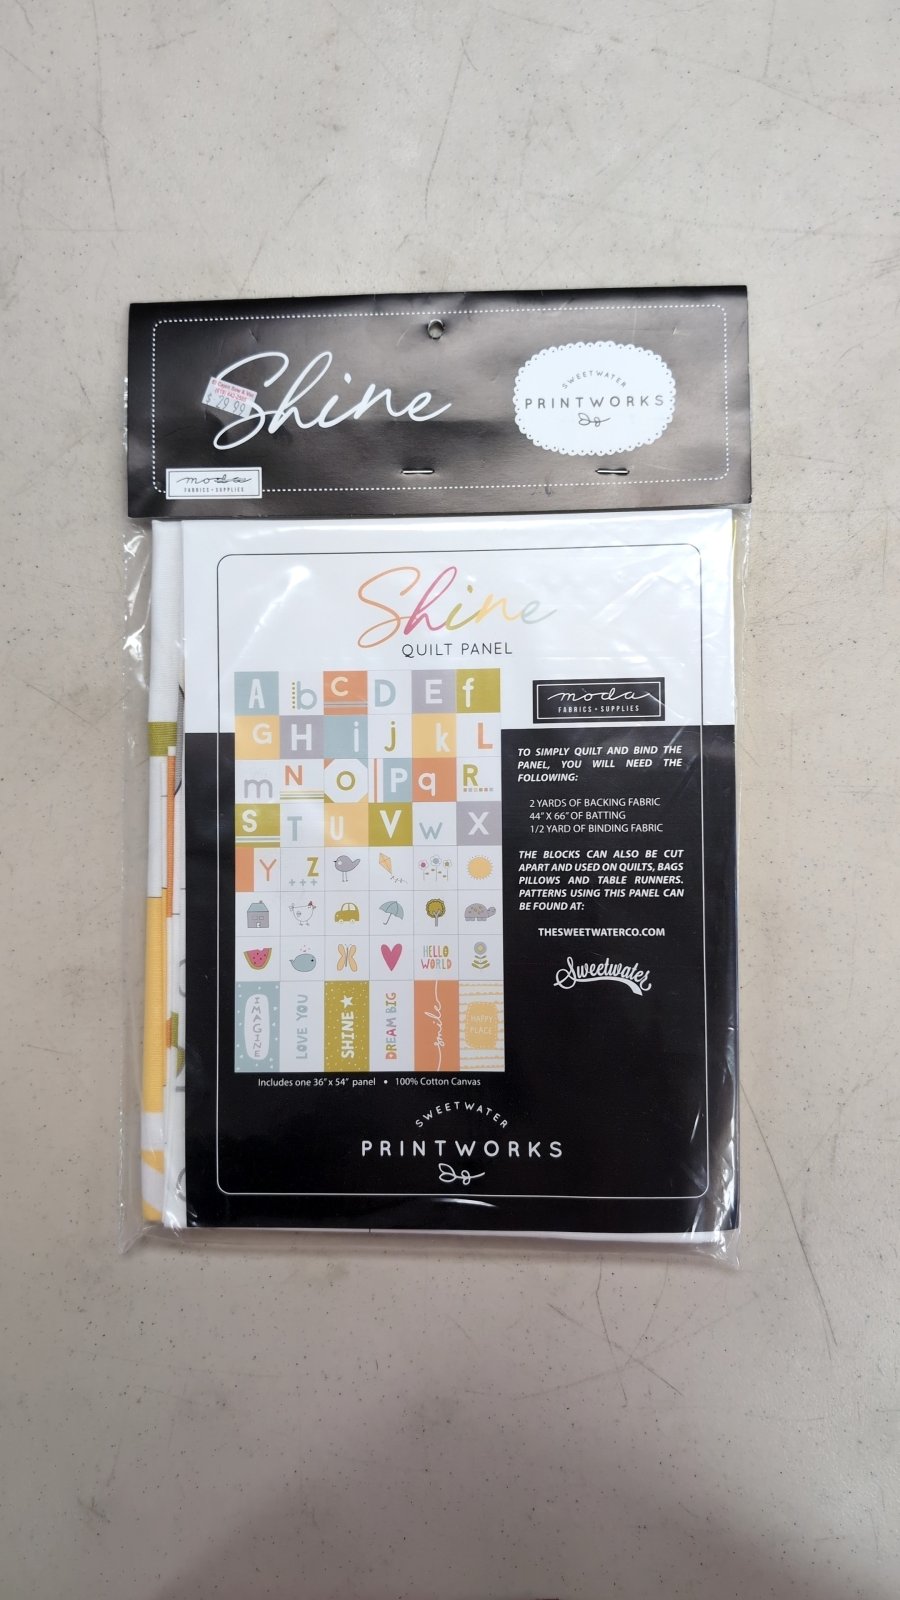 Shine
$ 79.99
SWEETWATER
PRINTWORKS
moda
FABRICS + SUPPLIES
Shine
QUILT PANEL
A b C D E f
G H i j k L
m N O P q R
S T U V W X
Y Z
HELLO
WORLD
IMAGINE
LOVE YOU
SHINE
DREAM BIG
smile
HAPPY
PLACE
Includes one 36" x 54" panel • 100% Cotton Canvas
moda
FABRICS + SUPPLIES
TO SIMPLY QUILT AND BIND THE
PANEL, YOU WILL NEED THE
FOLLOWING:
2 YARDS OF BACKING FABRIC
44" X 66" OF BATTING
1/2 YARD OF BINDING FABRIC
THE BLOCKS CAN ALSO BE CUT
APART AND USED ON QUILTS, BAGS
PILLOWS AND TABLE RUNNERS.
PATTERNS USING THIS PANEL CAN
BE FOUND AT:
THESWEETWATERCO.COM
Sweetwater
SWEETWATER
PRINTWORKS